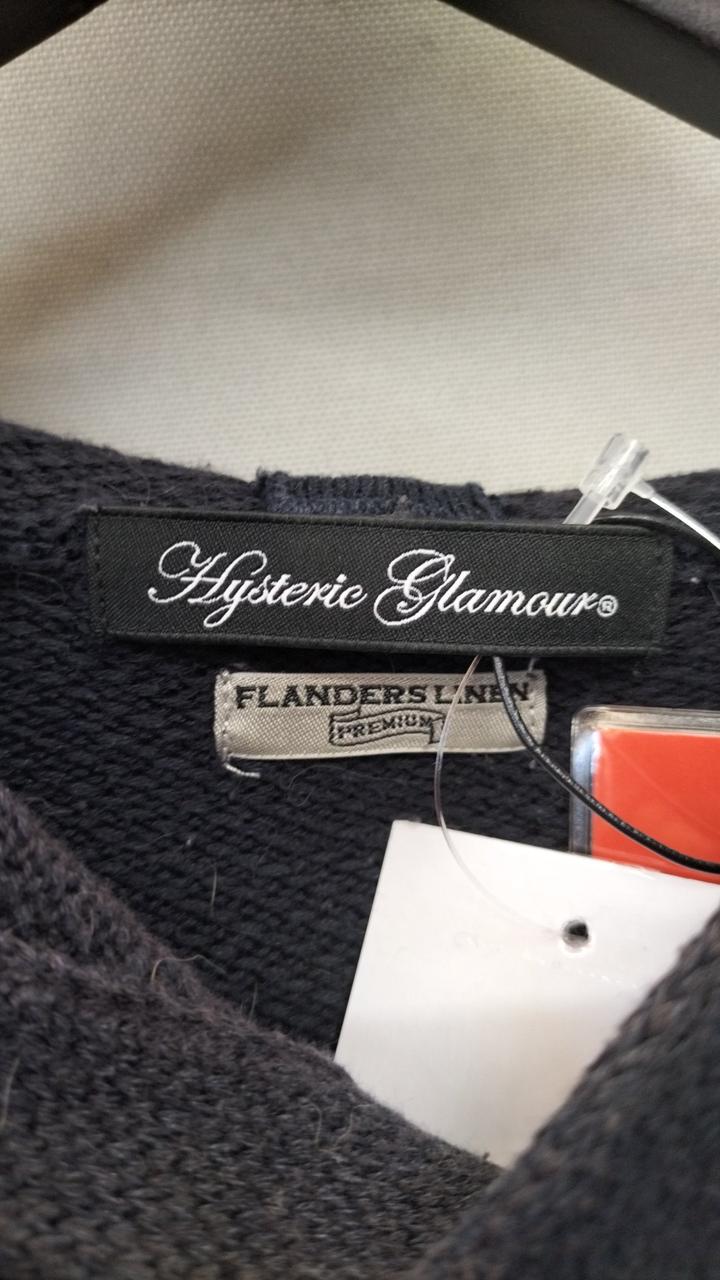 Hysteric Glamour®
FLANDERS LINEN
PREMIUM